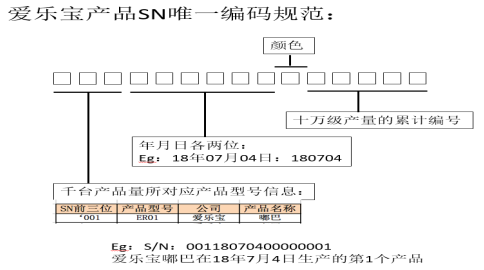 爱乐宝产品SN唯一编码规范：
颜色
十万级产量的累计编号
年月日各两位：
Eg：18年07月04日：180704
千台产品量所对应产品型号信息：
SN前三位 产品型号 公司 产品名称
‘001 ER01 爱乐宝 嘟巴
Eg：S/N：00118070400000001
爱乐宝嘟巴在18年7月4日生产的第1个产品